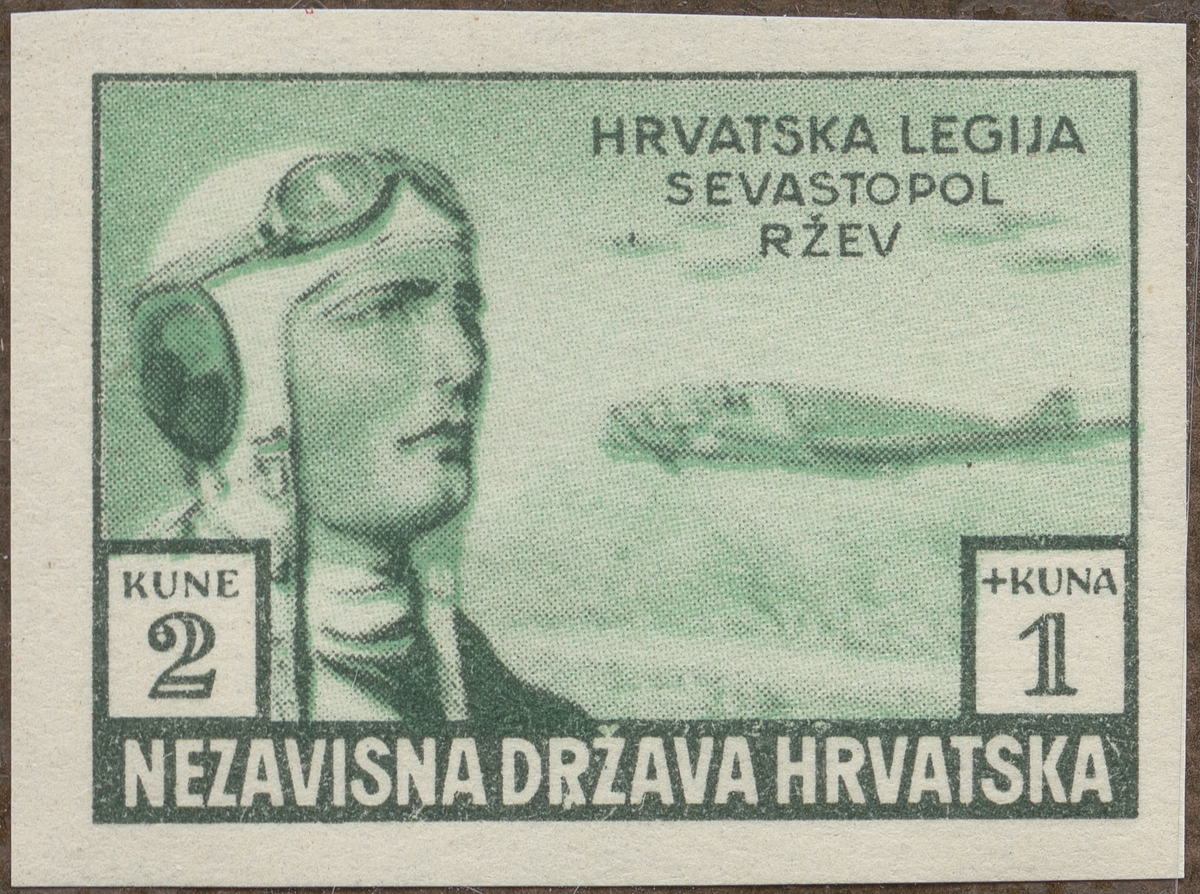 HRVATSKA LEGIJA
SEVASTOPOL
RŽEV
KUNE
2
+KUNA
1
NEZAVISNA DRŽAVA HRVATSKA